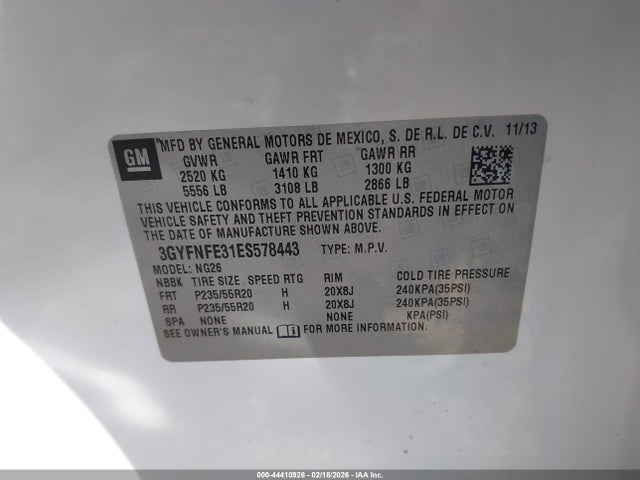 GM
MFD BY GENERAL MOTORS DE MEXICO, S. DE R.L. DE C.V. 11/13
GVWR GAWR FRT GAWR RR
2520 KG 1410 KG 1300 KG
5556 LB 3108 LB 2866 LB
THIS VEHICLE CONFORMS TO ALL APPLICABLE U.S. FEDERAL MOTOR
VEHICLE SAFETY AND THEFT PREVENTION STANDARDS IN EFFECT ON
THE DATE OF MANUFACTURE SHOWN ABOVE.
3GYFNFE31ES578443 TYPE: M.P.V.
MODEL: NG26
NBBK TIRE SIZE SPEED RTG RIM COLD TIRE PRESSURE
FRT P235/55R20 H 20X8J 240KPA(35PSI)
RR P235/55R20 H 20X8J 240KPA(35PSI)
SPA NONE NONE KPA(PSI)
SEE OWNER'S MANUAL FOR MORE INFORMATION.
000-44410926 - 02/18/2026 - IAA Inc.